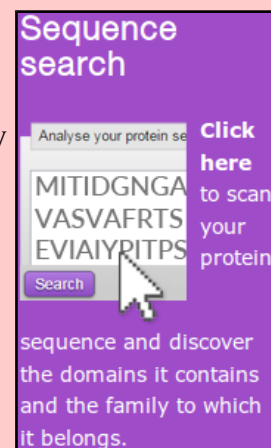 Sequence
search
y
Analyse your protein se
MITIDGNGA
VASVAFRTS
EVIAIYPITPS
Search
Click
here
to scan
your
protein
sequence and discover
the domains it contains
and the family to which
it belongs.